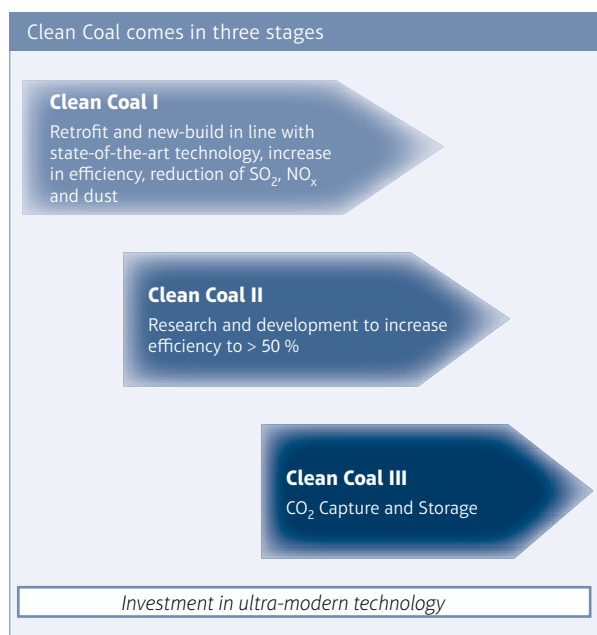 Clean Coal comes in three stages
Clean Coal I
Retrofit and new-build in line with
state-of-the-art technology, increase
in efficiency, reduction of SO₂, NOₓ
and dust
Clean Coal II
Research and development to increase
efficiency to > 50 %
Clean Coal III
CO₂ Capture and Storage
Investment in ultra-modern technology